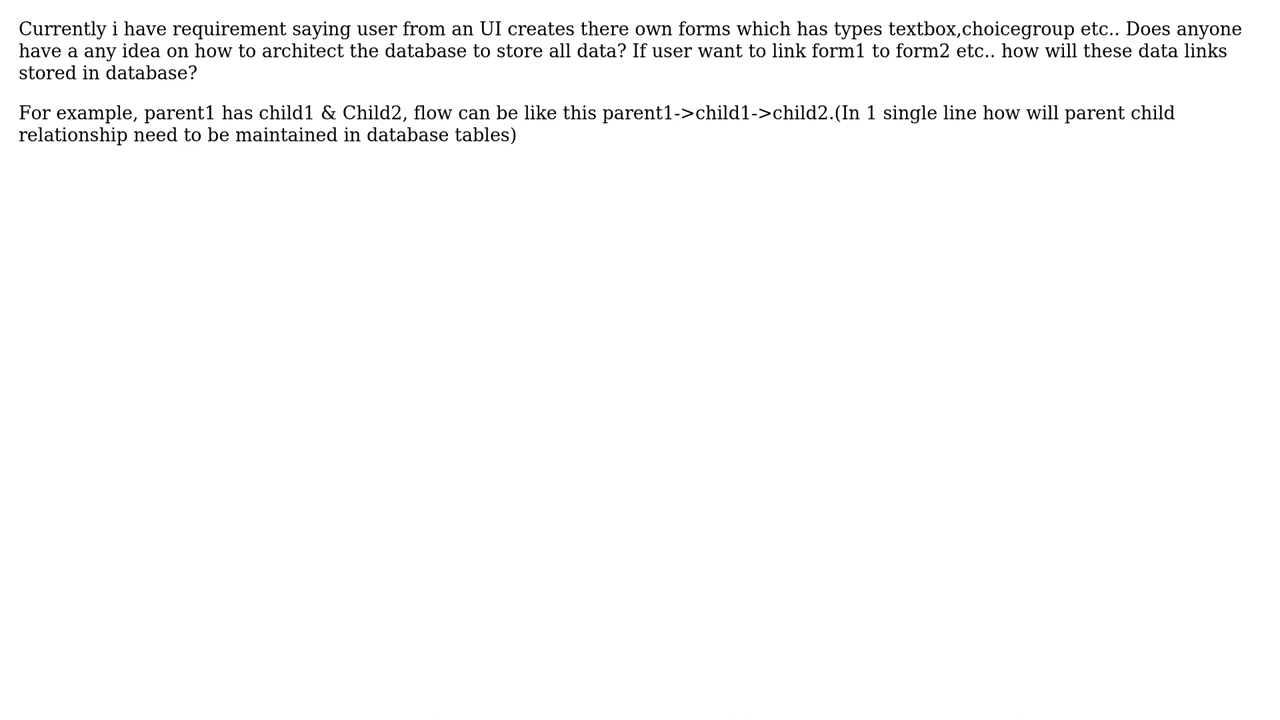 Currently i have requirement saying user from an UI creates there own forms which has types textbox,choicegroup etc.. Does anyone
have a any idea on how to architect the database to store all data? If user want to link form1 to form2 etc.. how will these data links
stored in database?
For example, parent1 has child1 & Child2, flow can be like this parent1->child1->child2.(In 1 single line how will parent child
relationship need to be maintained in database tables)